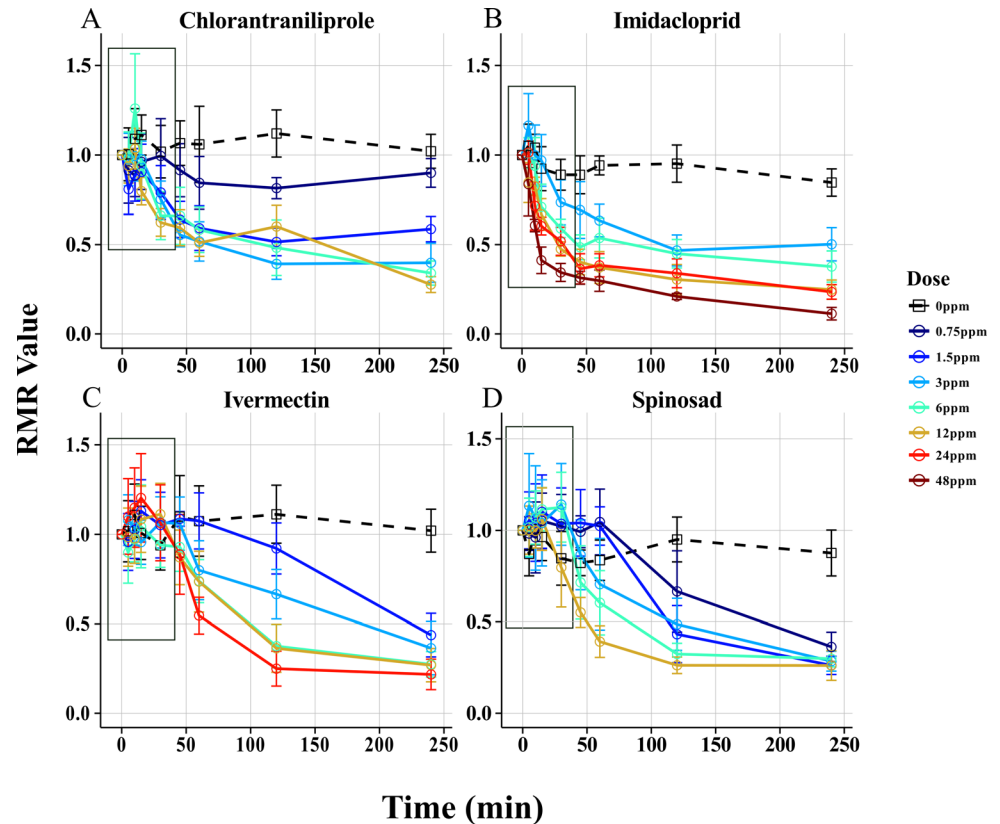 A Chlorantraniliprole
B Imidacloprid
1.5
1.0
0.5
0.0
0 50 100 150 200 250
1.5
1.0
0.5
0.0
0 50 100 150 200 250
C Ivermectin
D Spinosad
1.5
1.0
0.5
0.0
0 50 100 150 200 250
1.5
1.0
0.5
0.0
0 50 100 150 200 250
RMR Value
Time (min)
Dose
0ppm
0.75ppm
1.5ppm
3ppm
6ppm
12ppm
24ppm
48ppm